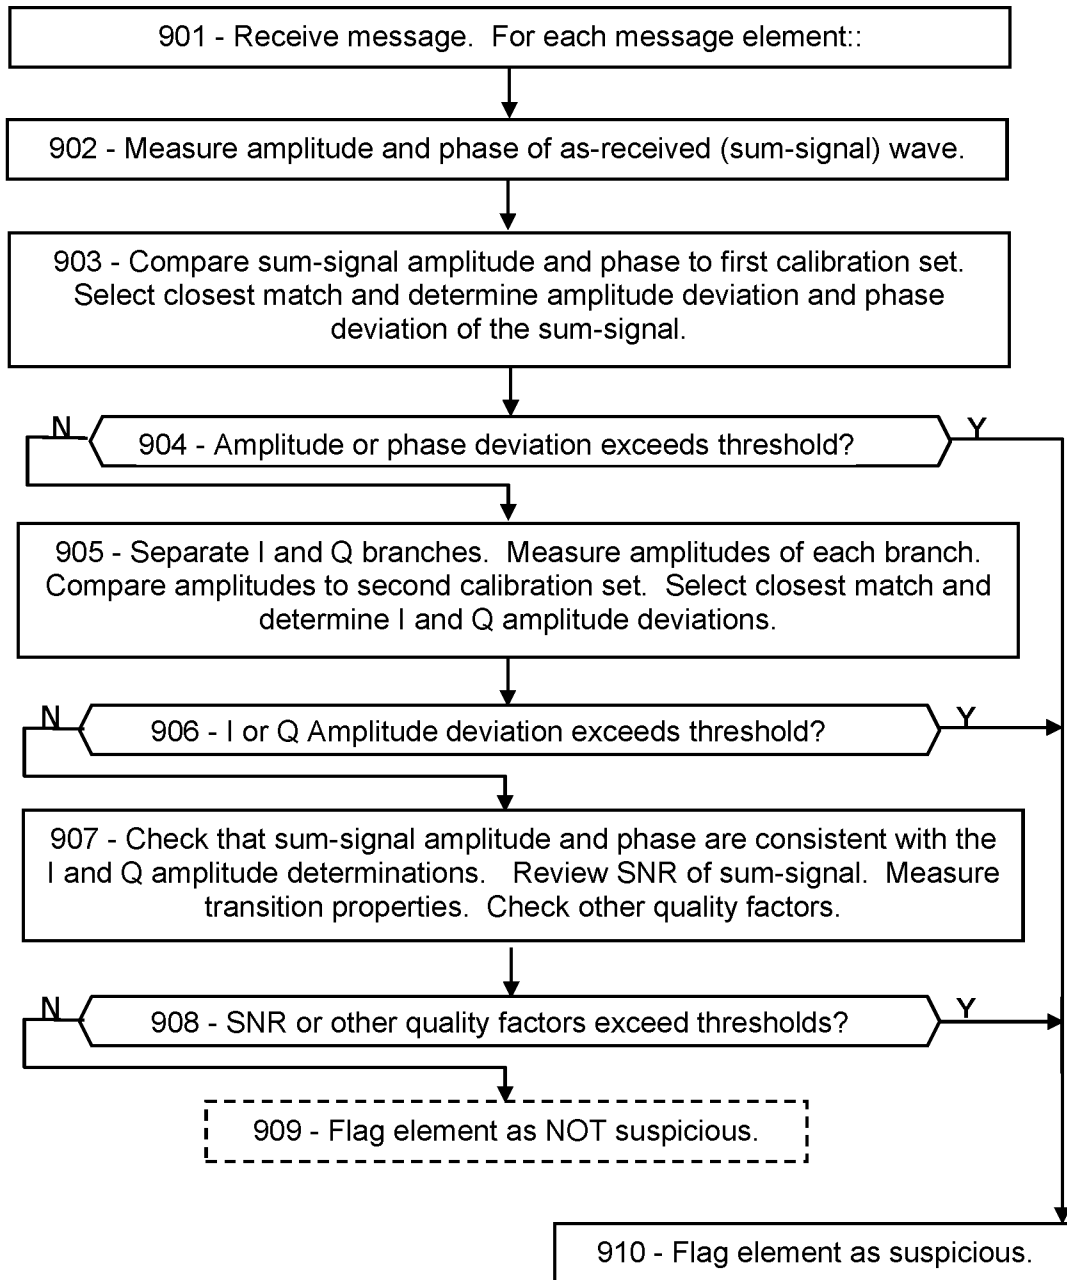 901 - Receive message.  For each message element::
902 - Measure amplitude and phase of as-received (sum-signal) wave.
903 - Compare sum-signal amplitude and phase to first calibration set.
Select closest match and determine amplitude deviation and phase
deviation of the sum-signal.
N
904 - Amplitude or phase deviation exceeds threshold?
Y
905 - Separate I and Q branches.  Measure amplitudes of each branch.
Compare amplitudes to second calibration set.  Select closest match and
determine I and Q amplitude deviations.
N
906 - I or Q Amplitude deviation exceeds threshold?
Y
907 - Check that sum-signal amplitude and phase are consistent with the
I and Q amplitude determinations.   Review SNR of sum-signal.  Measure
transition properties.  Check other quality factors.
N
908 - SNR or other quality factors exceed thresholds?
Y
909 - Flag element as NOT suspicious.
910 - Flag element as suspicious.